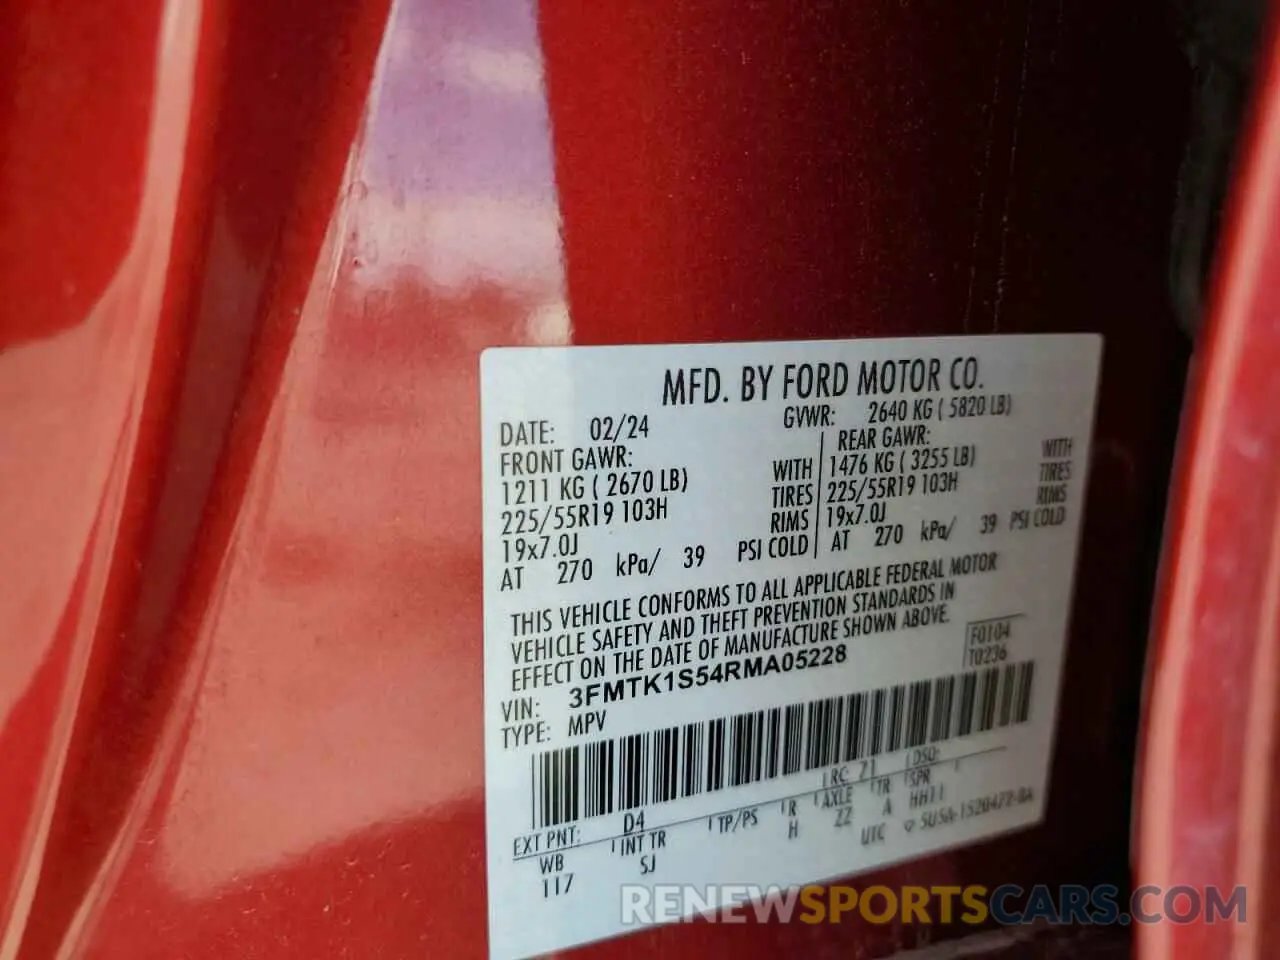 MFD. BY FORD MOTOR CO.
DATE: 02/24 GVWR: 2640 KG ( 5820 LB)
FRONT GAWR: REAR GAWR:
1211 KG ( 2670 LB) WITH 1476 KG ( 3255 LB) WITH
225/55R19 103H TIRES 225/55R19 103H TIRES
19x7.0J RIMS 19x7.0J RIMS
AT 270 kPa/ 39 PSI COLD AT 270 kPa/ 39 PSI COLD
THIS VEHICLE CONFORMS TO ALL APPLICABLE FEDERAL MOTOR
VEHICLE SAFETY AND THEFT PREVENTION STANDARDS IN
EFFECT ON THE DATE OF MANUFACTURE SHOWN ABOVE.
F0104
T0236
VIN: 3FMTK1S54RMA05228
TYPE: MPV
EXT PNT: D4 RC 71 DSO:
WB INT TR TP/PS R AXLE TR SPR
117 SJ H ZZ A HH11
UTC 5U5A-1520472-BA
RENEWSPORTSCARS.COM